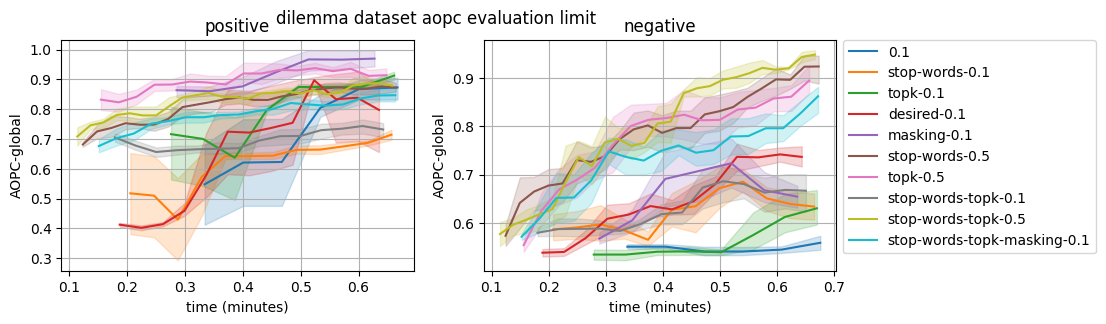 dilemma dataset aopc evaluation limit
positive
1.0
0.9
0.8
0.7
0.6
0.5
0.4
0.3
AOPC-global
0.1 0.2 0.3 0.4 0.5 0.6
time (minutes)
negative
0.9
0.8
0.7
0.6
AOPC-global
0.1 0.2 0.3 0.4 0.5 0.6 0.7
time (minutes)
0.1
stop-words-0.1
topk-0.1
desired-0.1
masking-0.1
stop-words-0.5
topk-0.5
stop-words-topk-0.1
stop-words-topk-0.5
stop-words-topk-masking-0.1